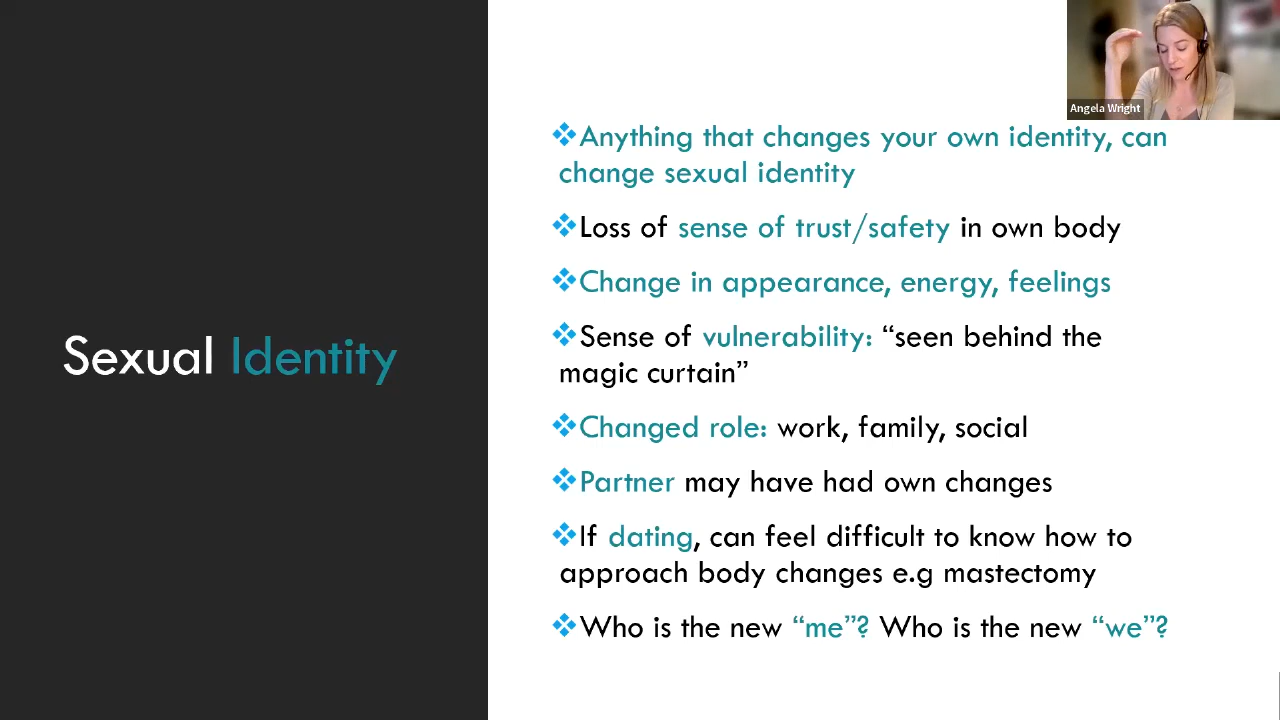 Angela Wright
Sexual Identity
❖Anything that changes your own identity, can
change sexual identity
❖Loss of sense of trust/safety in own body
❖Change in appearance, energy, feelings
❖Sense of vulnerability: “seen behind the
magic curtain”
❖Changed role: work, family, social
❖Partner may have had own changes
❖If dating, can feel difficult to know how to
approach body changes e.g mastectomy
❖Who is the new “me”? Who is the new “we”?